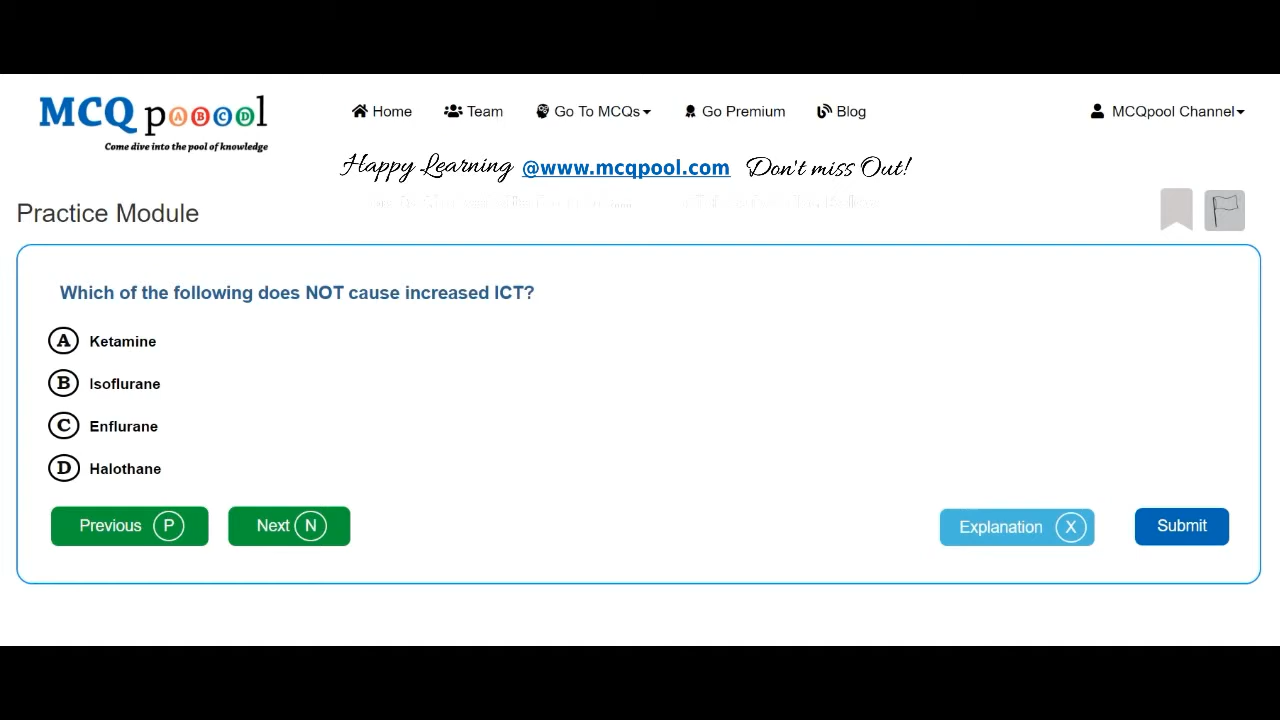 MCQ pool
A B C D
Come dive into the pool of knowledge
Home Team Go To MCQs Go Premium Blog MCQpool Channel
Happy Learning @www.mcqpool.com Don't miss Out!
Practice Module
Which of the following does NOT cause increased ICT?
A Ketamine
B Isoflurane
C Enflurane
D Halothane
Previous P Next N Explanation X Submit